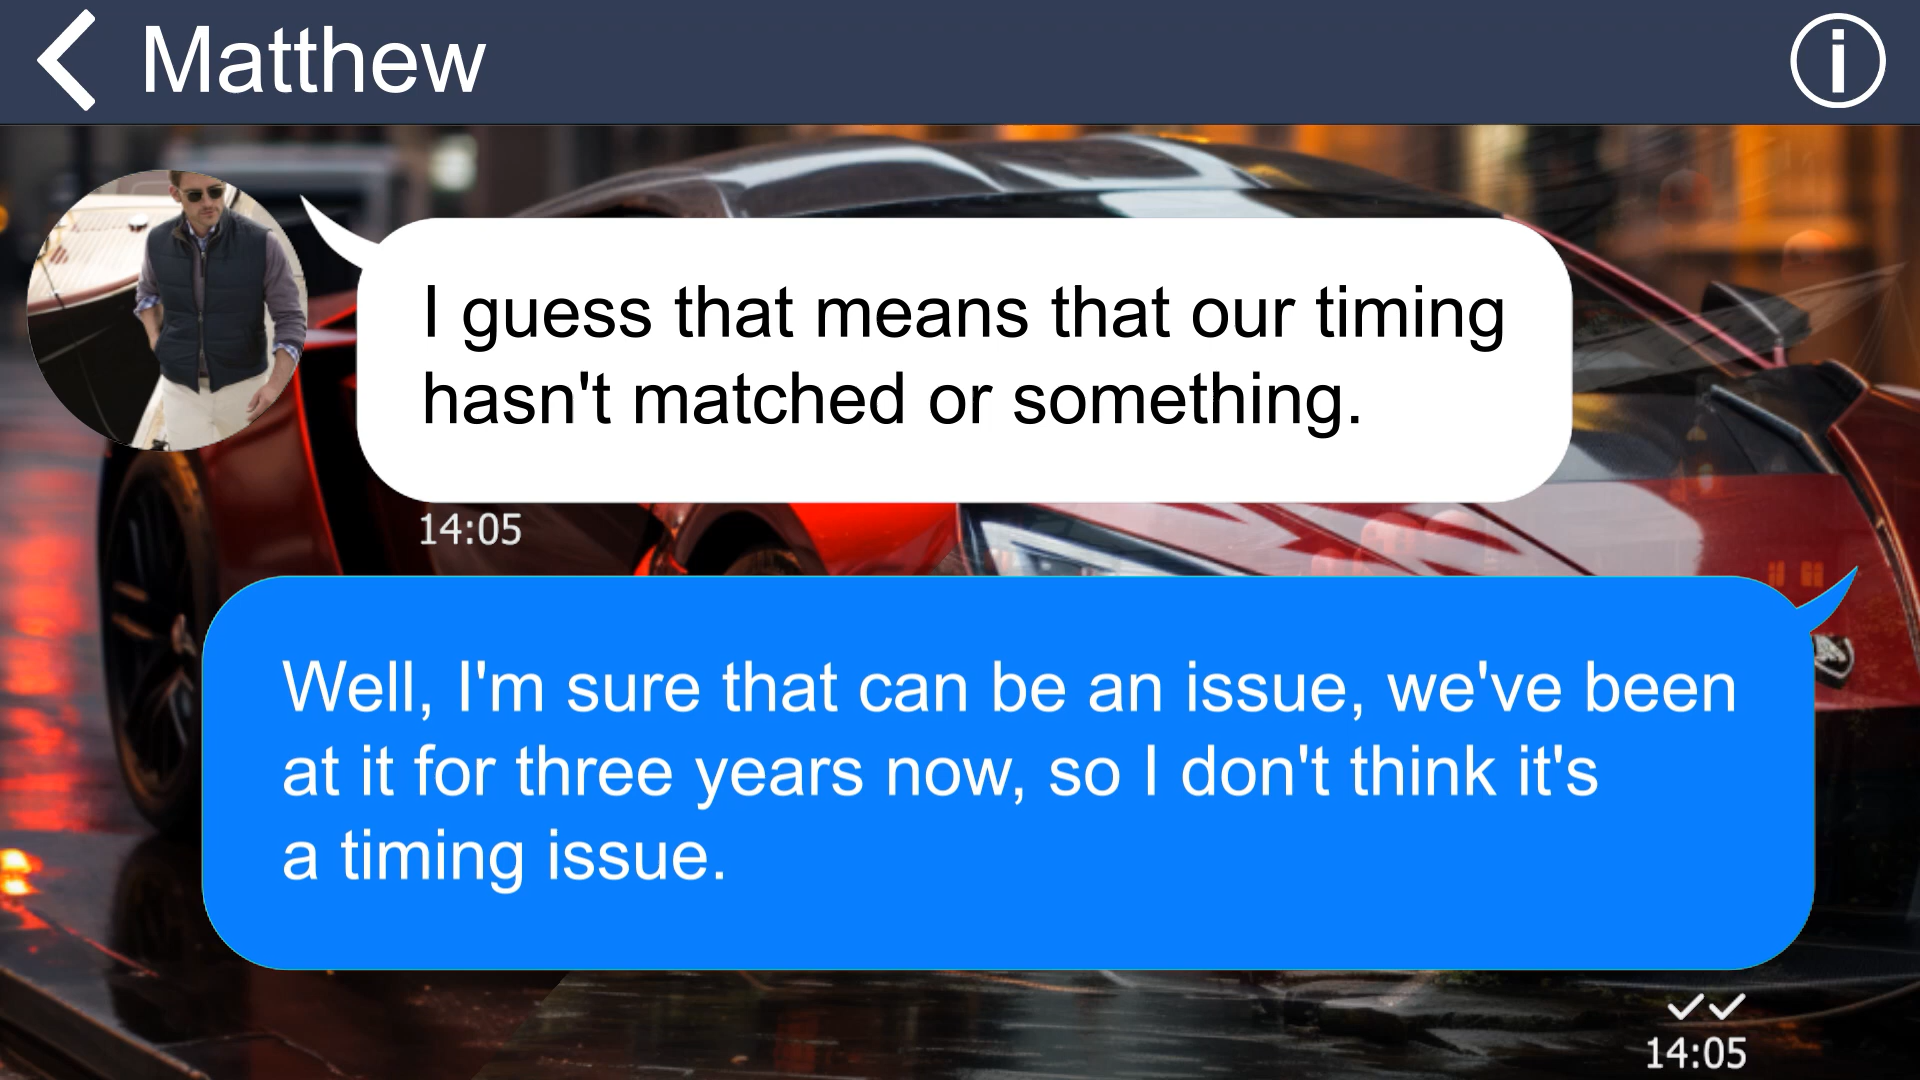 Matthew
I guess that means that our timing
hasn't matched or something.
14:05
Well, I'm sure that can be an issue, we've been
at it for three years now, so I don't think it's
a timing issue.
14:05